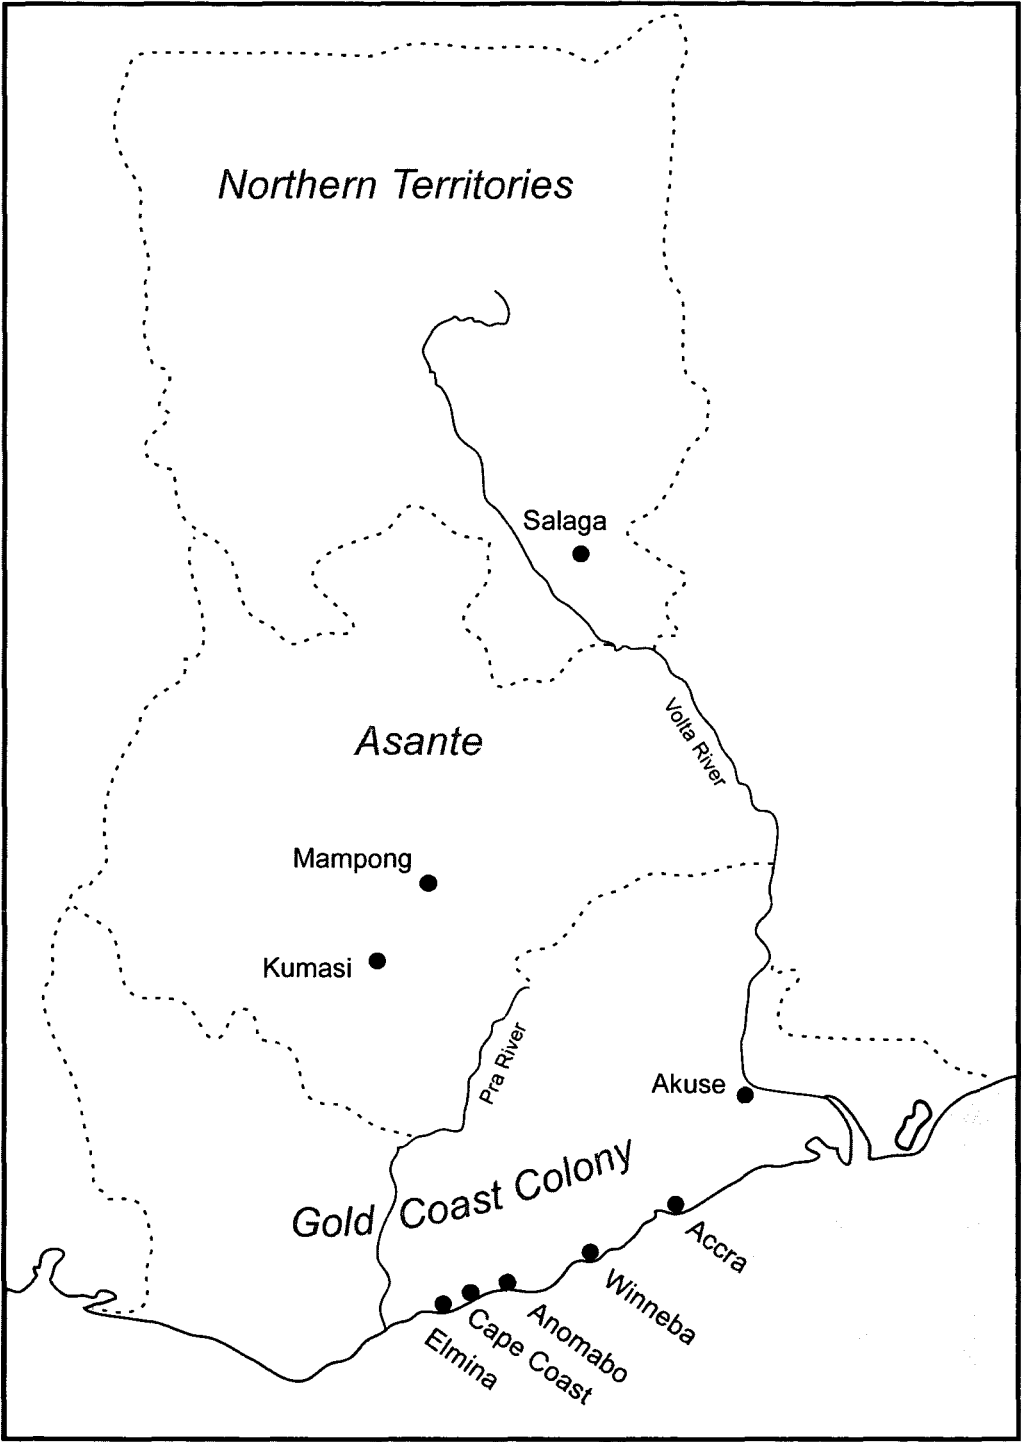 Northern Territories
Salaga
Asante
Volta River
Mampong
Kumasi
Pra River
Akuse
Gold Coast Colony
Accra
Winneba
Anomabo
Cape Coast
Elmina